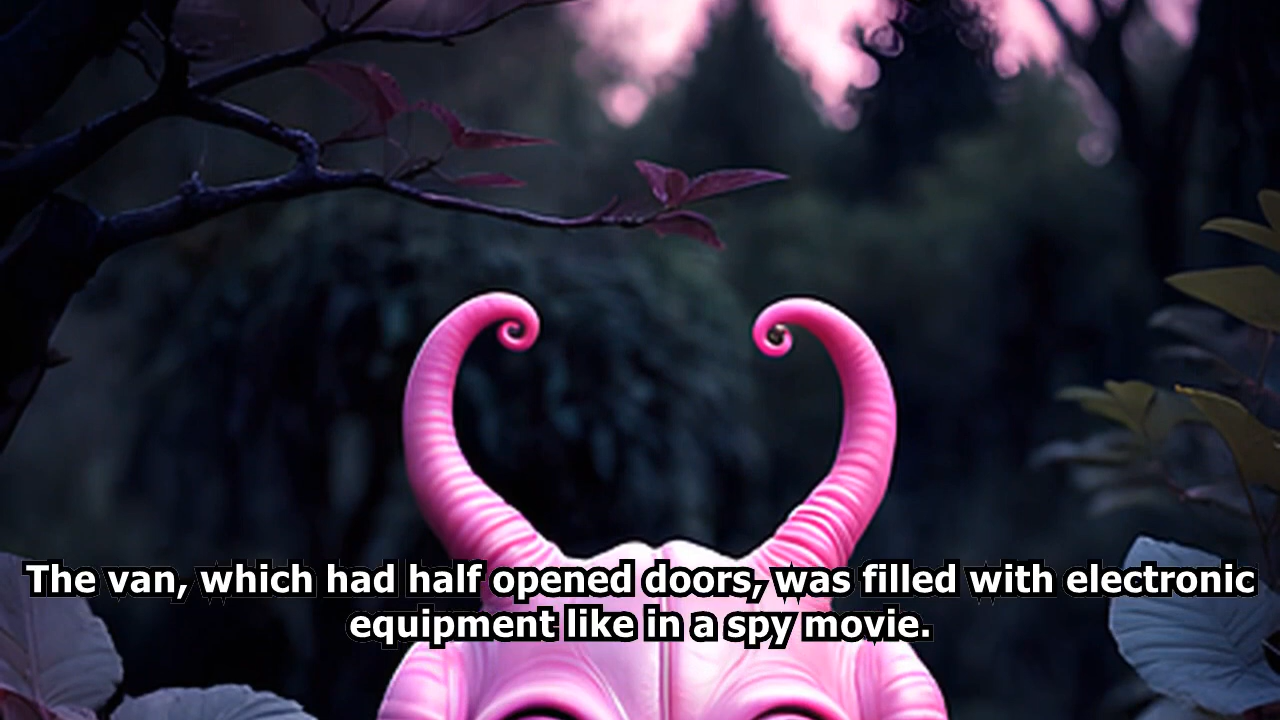 The van, which had half opened doors, was filled with electronic
equipment like in a spy movie.